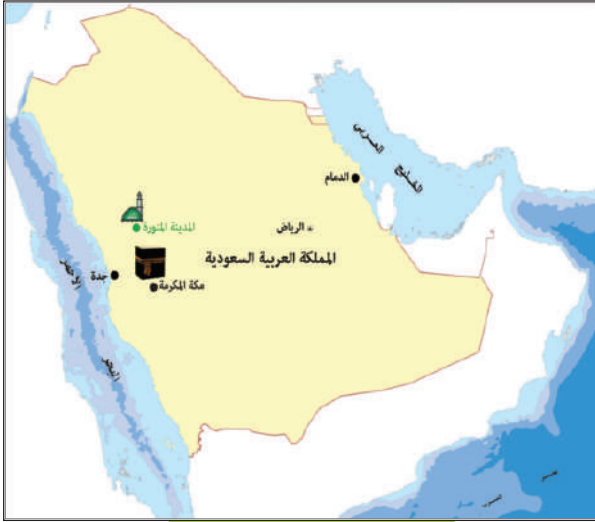 الخليج العربي
الدمام
الرياض
المدينة المنورة
المملكة العربية السعودية
جدة
مكة المكرمة
البحر الأحمر